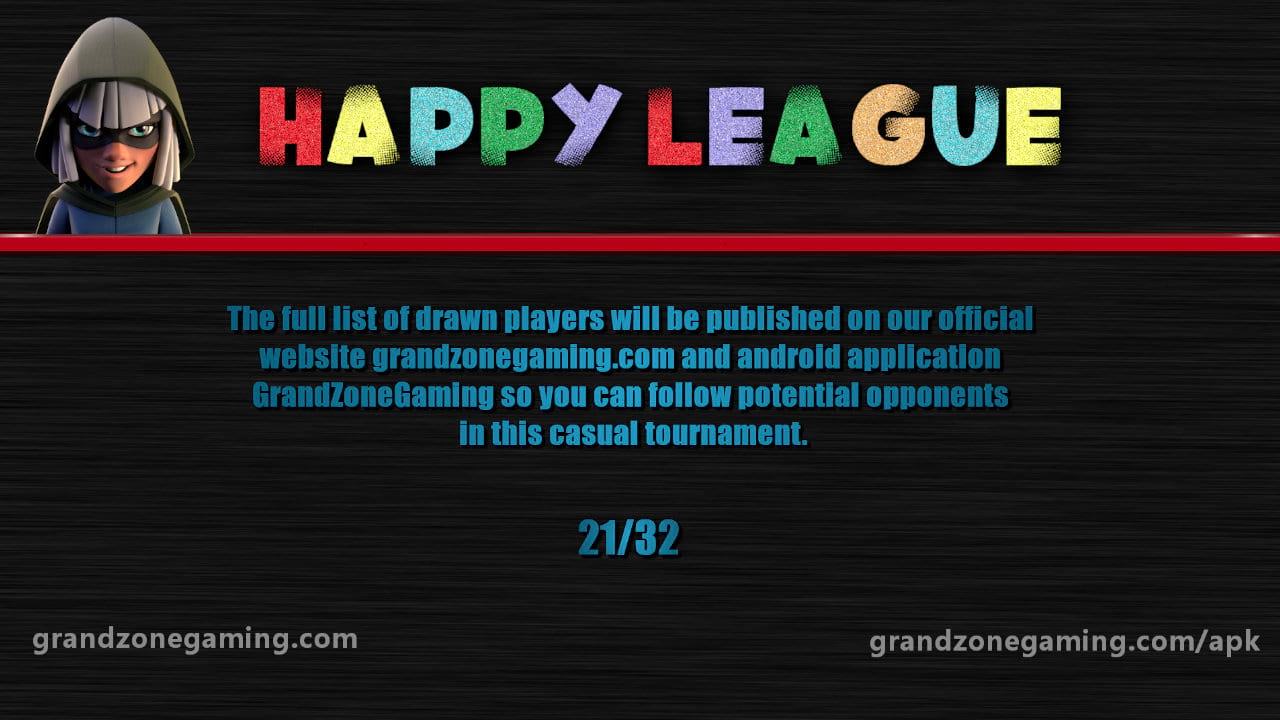 HAPPY LEAGUE
The full list of drawn players will be published on our official
website grandzonegaming.com and android application
GrandZoneGaming so you can follow potential opponents
in this casual tournament.
21/32
grandzonegaming.com
grandzonegaming.com/apk